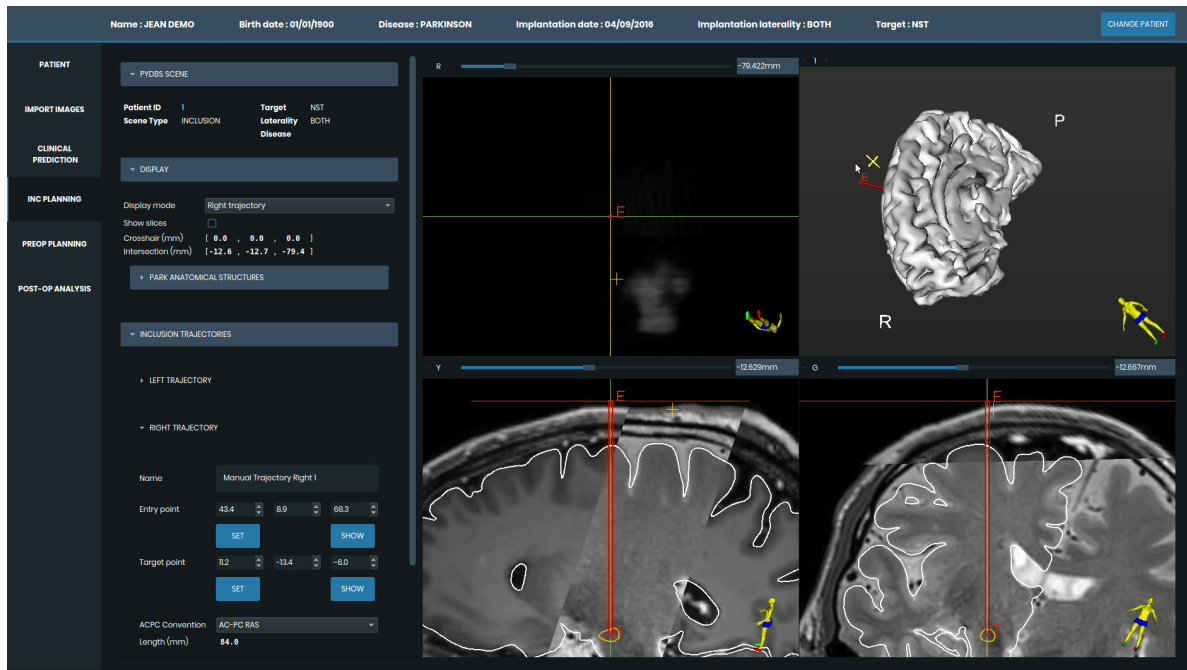 Name : JEAN DEMO Birth date : 01/01/1900 Disease : PARKINSON Implantation date : 04/09/2016 Implantation laterality : BOTH Target : NST CHANGE PATIENT
PATIENT
IMPORT IMAGES
CLINICAL
PREDICTION
INC PLANNING
PREOP PLANNING
POST-OP ANALYSIS
PYDBS SCENE
Patient ID 1 Target NST
Scene Type INCLUSION Laterality BOTH
Disease
DISPLAY
Display mode Right trajectory
Show slices
Crosshair (mm) [ 0.0 , 0.0 , 0.0 ]
Intersection (mm) [-12.6 , -12.7 , -79.4 ]
PARK ANATOMICAL STRUCTURES
INCLUSION TRAJECTORIES
LEFT TRAJECTORY
RIGHT TRAJECTORY
Name Manual Trajectory Right 1
Entry point 43.4 8.9 68.3
SET SHOW
Target point 11.2 -13.4 -6.0
SET SHOW
ACPC Convention AC-PC RAS
Length (mm) 84.0
R -79.422mm
E
1
P
E
R
Y -12.629mm
E
T
G -12.667mm
E
T